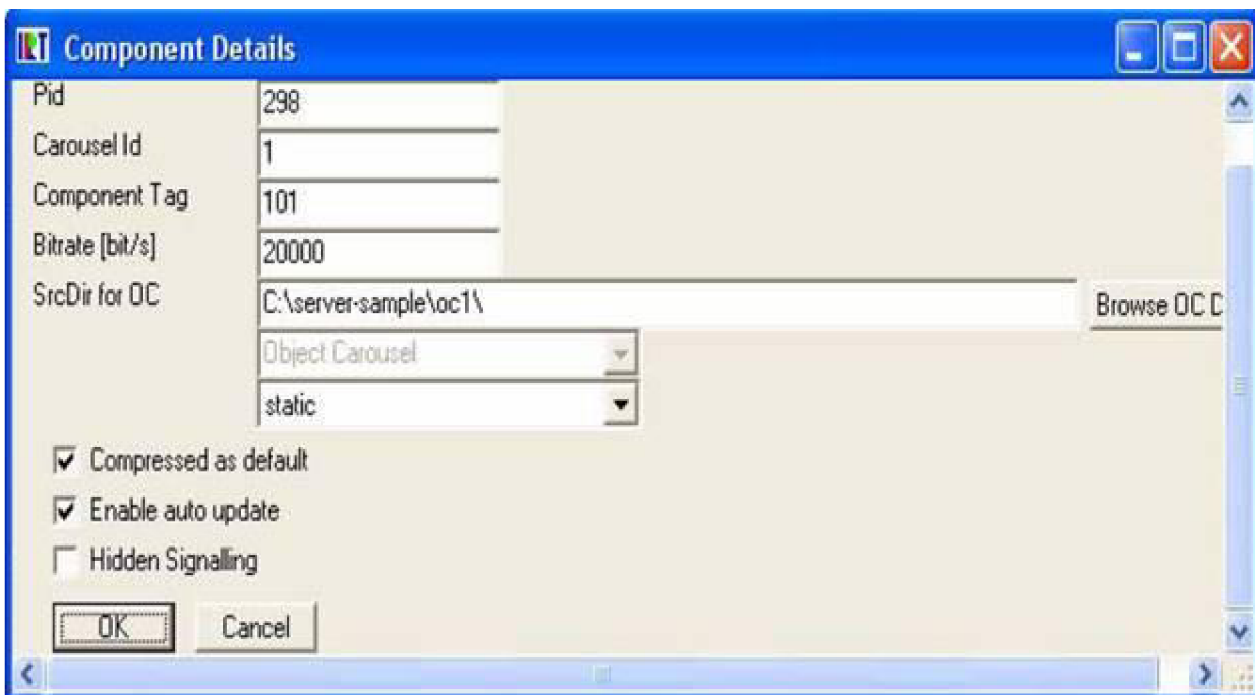 Component Details
Pid 298
Carousel Id 1
Component Tag 101
Bitrate [bit/s] 20000
SrcDir for OC C:\server-sample\oc1\ Browse OC D
Object Carousel
static
Compressed as default
Enable auto update
Hidden Signalling
OK Cancel